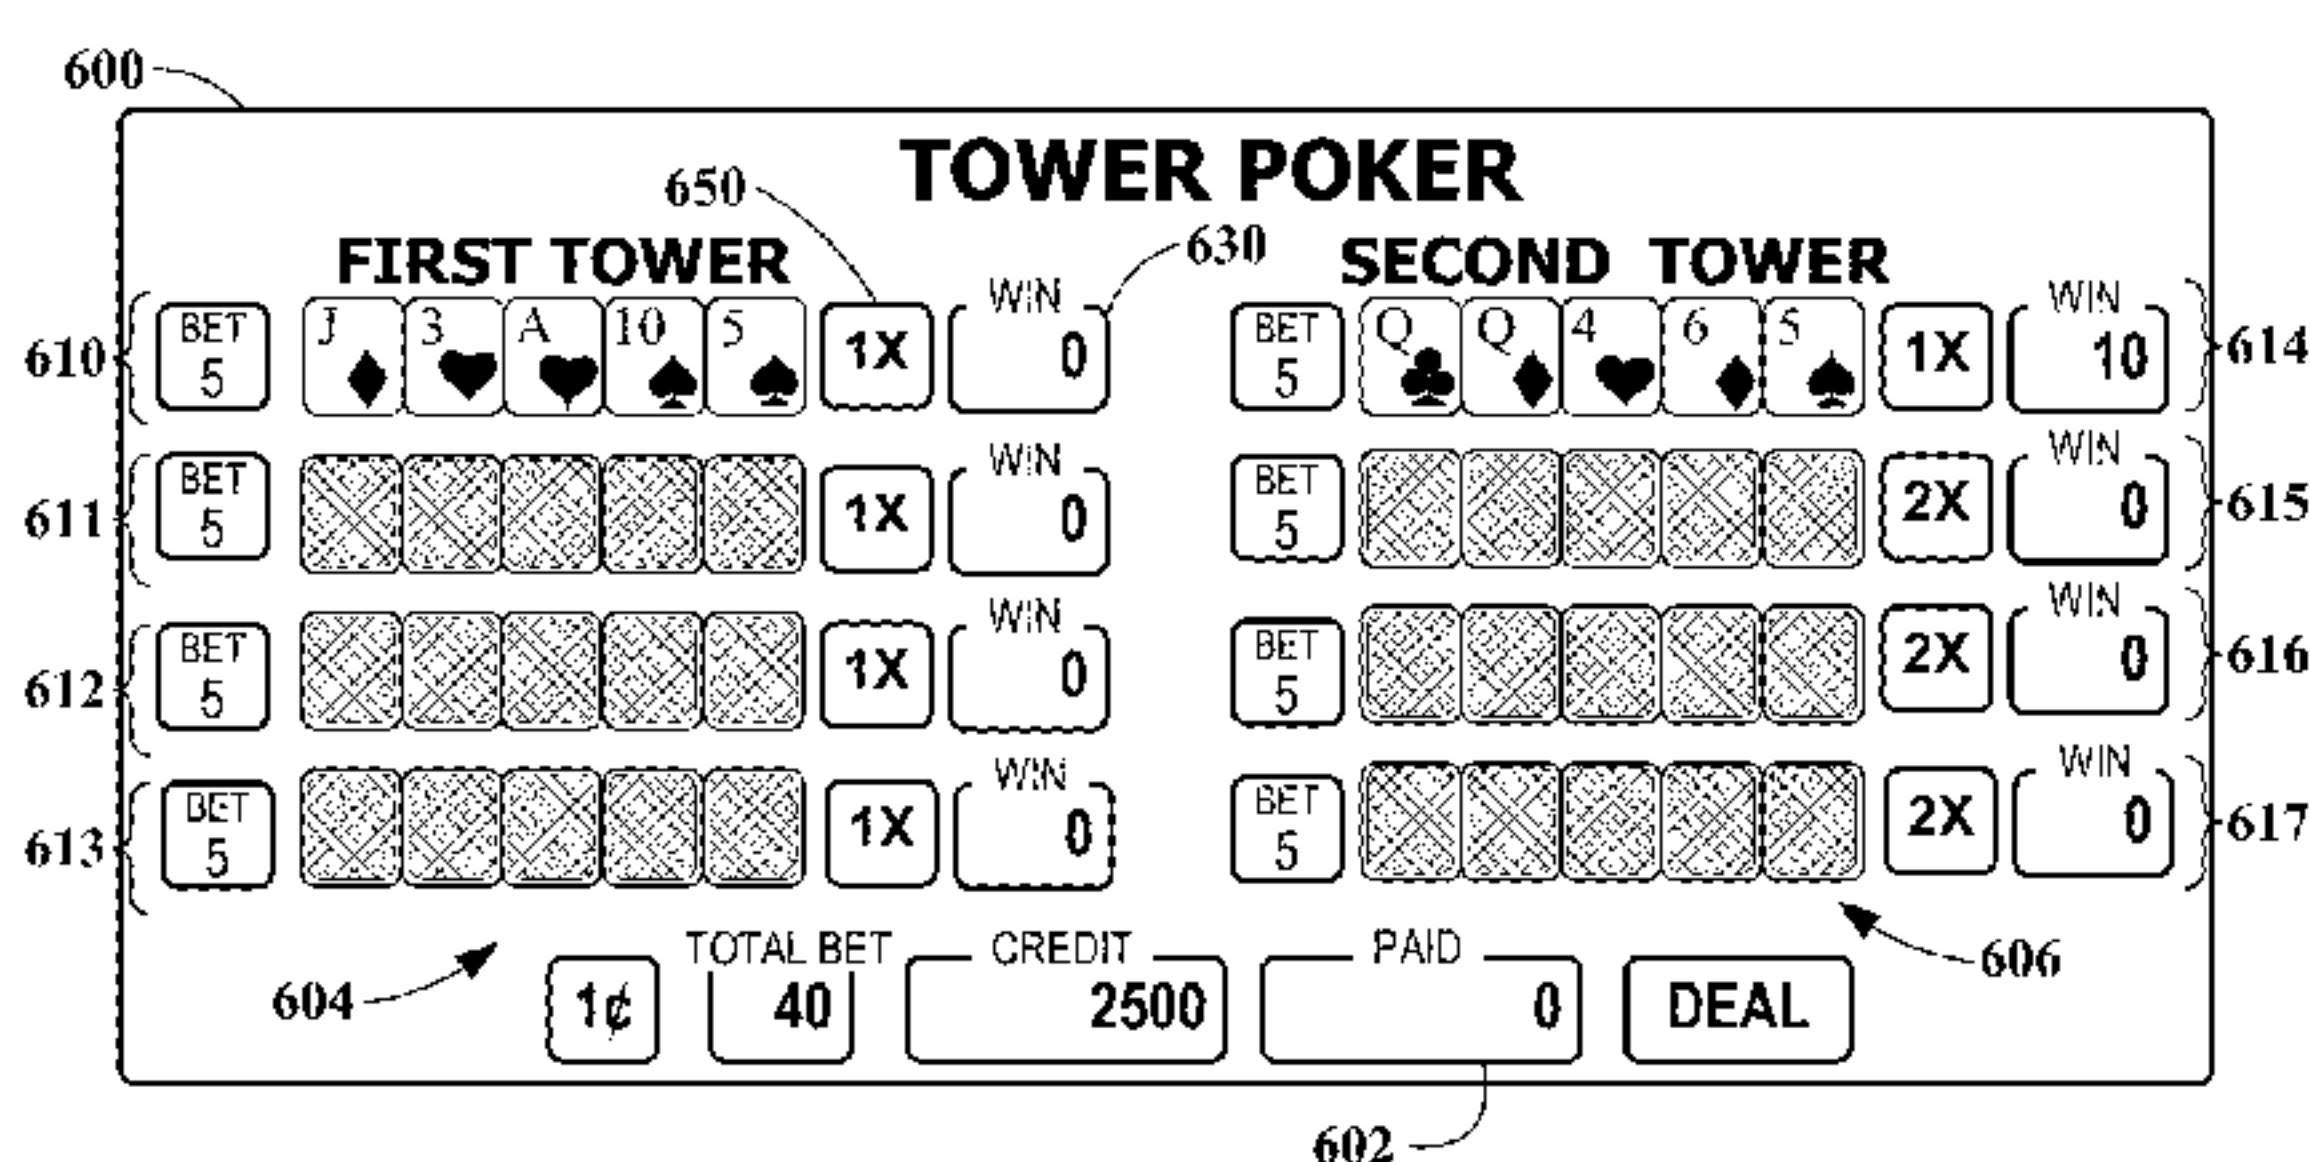 600
TOWER POKER
650
630
FIRST TOWER
SECOND TOWER
610
BET
5
J
3
A
10
5
1X
WIN
0
BET
5
Q
Q
4
6
5
1X
WIN
10
614
611
BET
5
1X
WIN
0
BET
5
2X
WIN
0
615
612
BET
5
1X
WIN
0
BET
5
2X
WIN
0
616
613
BET
5
1X
WIN
0
BET
5
2X
WIN
0
617
604
606
1¢
TOTAL BET
40
CREDIT
2500
PAID
0
DEAL
602